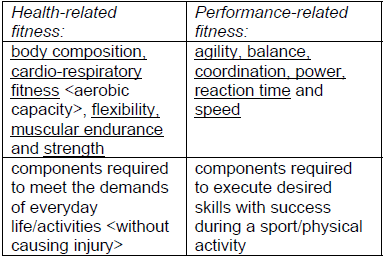 Health-related
fitness:
body composition,
cardio-respiratory
fitness <aerobic
capacity>, flexibility,
muscular endurance
and strength
Performance-related
fitness:
agility, balance,
coordination, power,
reaction time and
speed
components required
to meet the demands
of everyday
life/activities <without
causing injury>
components required
to execute desired
skills with success
during a sport/physical
activity